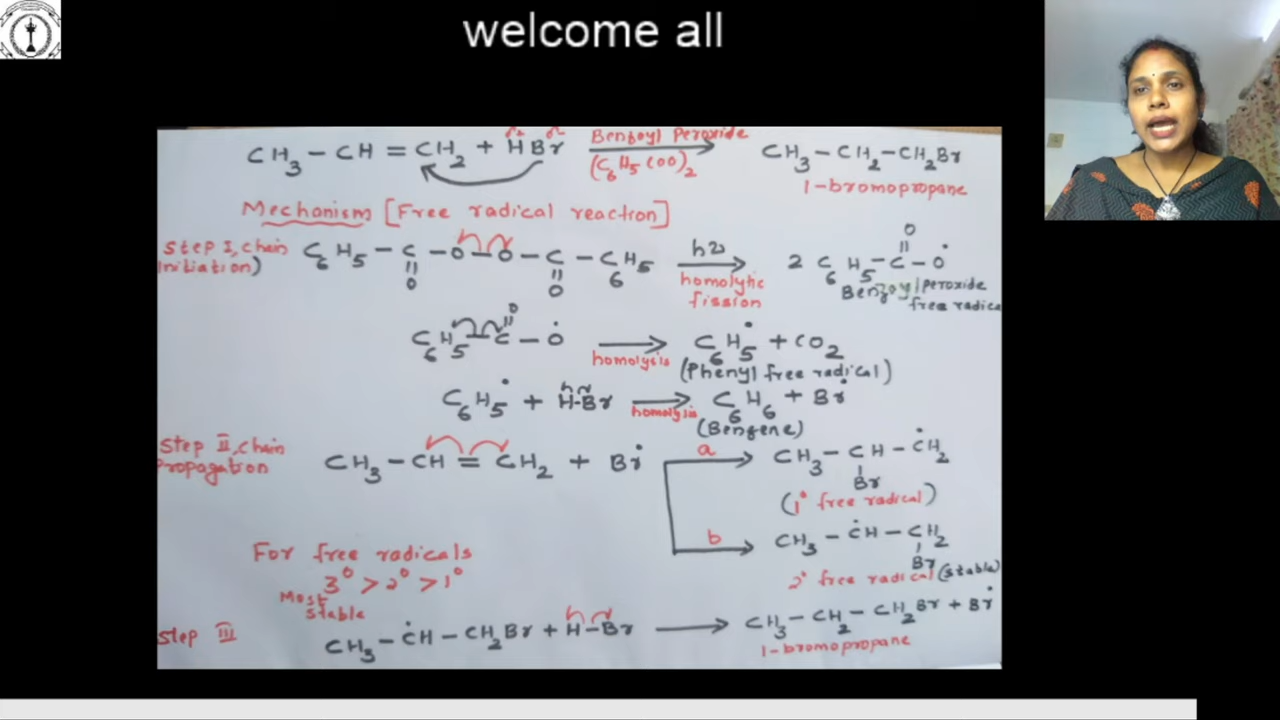 welcome all
CH₃ – CH = CH₂ + HBr Benzoyl Peroxide (C₆H₅COO)₂ CH₃ – CH₂ – CH₂Br
1-bromopropane
Mechanism [Free radical reaction]
Step I, chain initiation) C₆H₅ – C – O – O – C – C₆H₅ hν 2 C₆H₅ – C – O•
O O homolytic fission O
Benzoyl peroxide free radica
C₆H₅ – C – O• homolysis C₆H₅• + CO₂
O (Phenyl free radical)
C₆H₅• + H-Br homolysis C₆H₆ + Br•
(Benzene)
Step II, chain Propagation CH₃ – CH = CH₂ + Br• a CH₃ – CH – ĊH₂
Br
(1° free radical)
b CH₃ – ĊH – CH₂
Br
2° free radical (stable)
For free radicals
3° > 2° > 1°
Most stable
Step III CH₃ – ĊH – CH₂Br + H – Br → CH₃ – CH₂ – CH₂Br + Br•
1-bromopropane